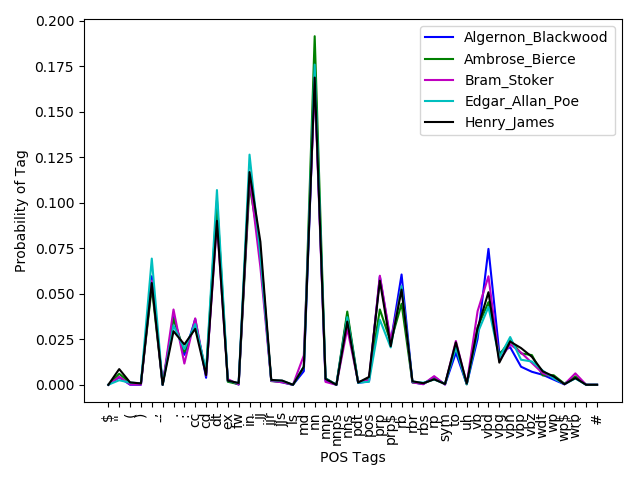 0.200
0.175
0.150
0.125
0.100
0.075
0.050
0.025
0.000
Probability of Tag
Algernon_Blackwood
Ambrose_Bierce
Bram_Stoker
Edgar_Allan_Poe
Henry_James
$
''
(
)
,
.
:
cc
cd
dt
ex
fw
in
jj
jjr
jjs
ls
md
nn
nnp
nnps
nns
pdt
pos
prp
prp$
rb
rbr
rbs
rp
sym
to
uh
vb
vbd
vbg
vbn
vbp
vbz
wdt
wp
wp$
wrb
#
POS Tags